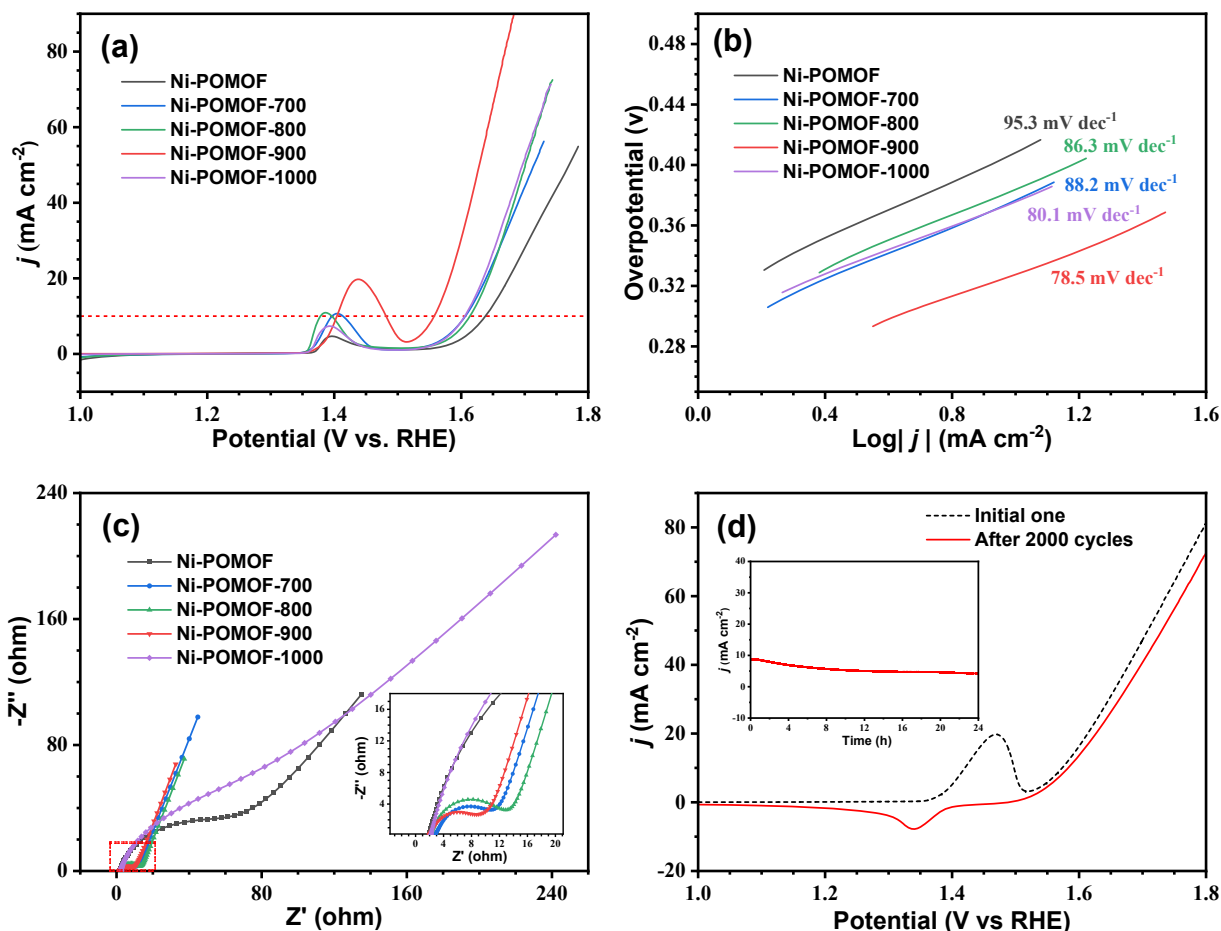 (a)
Ni-POMOF
Ni-POMOF-700
Ni-POMOF-800
Ni-POMOF-900
Ni-POMOF-1000
80
60
40
20
0
j (mA cm-2)
1.0 1.2 1.4 1.6 1.8
Potential (V vs. RHE)
(b)
Ni-POMOF
Ni-POMOF-700
Ni-POMOF-800
Ni-POMOF-900
Ni-POMOF-1000
95.3 mV dec-1
86.3 mV dec-1
88.2 mV dec-1
80.1 mV dec-1
78.5 mV dec-1
0.48
0.44
0.40
0.36
0.32
0.28
Overpotential (v)
0.0 0.4 0.8 1.2 1.6
Log| j | (mA cm-2)
(c)
Ni-POMOF
Ni-POMOF-700
Ni-POMOF-800
Ni-POMOF-900
Ni-POMOF-1000
240
160
80
0
-Z'' (ohm)
0 80 160 240
Z' (ohm)
16
12
8
4
-Z'' (ohm)
0 4 8 12 16 20
Z' (ohm)
(d)
Initial one
After 2000 cycles
80
60
40
20
0
-20
j (mA cm-2)
1.0 1.2 1.4 1.6 1.8
Potential (V vs RHE)
40
30
20
10
0
-10
j (mA cm-2)
0 4 8 12 16 20 24
Time (h)